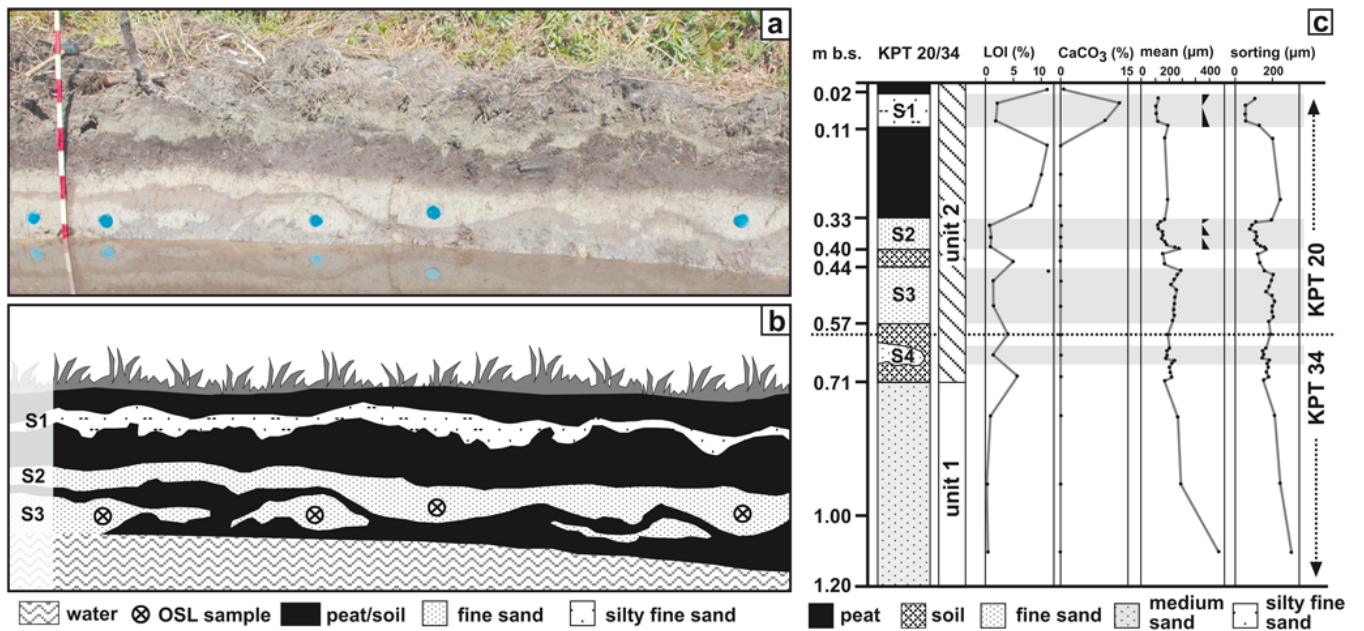 a
b
S1
S2
S3
water
OSL sample
peat/soil
fine sand
silty fine sand
c
m b.s.
KPT 20/34
LOI (%)
CaCO₃ (%)
mean (µm)
sorting (µm)
0 5 10
0 15
0 200 400
0 200
0.02
0.11
0.33
0.40
0.44
0.57
0.71
1.00
1.20
S1
S2
S3
S4
unit 2
unit 1
KPT 20
KPT 34
peat
soil
fine sand
medium sand
silty fine sand